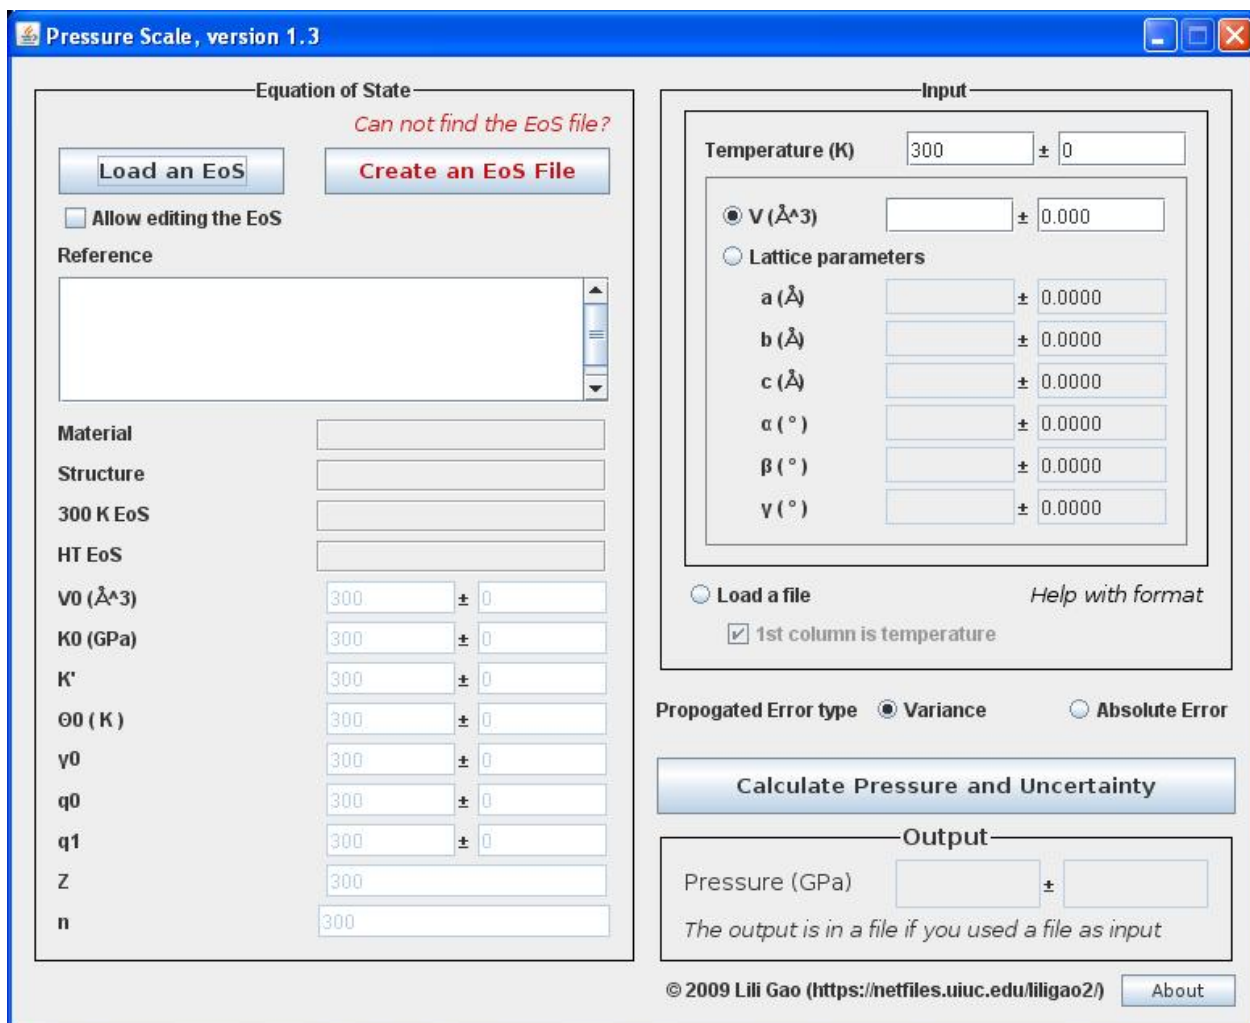 Pressure Scale, version 1.3
Equation of State
Can not find the EoS file?
Load an EoS
Create an EoS File
Allow editing the EoS
Reference
Material
Structure
300 K EoS
HT EoS
V0 (Å^3) 300 ± 0
K0 (GPa) 300 ± 0
K' 300 ± 0
Θ0 ( K ) 300 ± 0
γ0 300 ± 0
q0 300 ± 0
q1 300 ± 0
Z 300
n 300
Input
Temperature (K) 300 ± 0
V (Å^3) ± 0.000
Lattice parameters
a (Å) ± 0.0000
b (Å) ± 0.0000
c (Å) ± 0.0000
α ( ° ) ± 0.0000
β ( ° ) ± 0.0000
γ ( ° ) ± 0.0000
Load a file Help with format
1st column is temperature
Propogated Error type Variance Absolute Error
Calculate Pressure and Uncertainty
Output
Pressure (GPa) ±
The output is in a file if you used a file as input
© 2009 Lili Gao (https://netfiles.uiuc.edu/liligao2/) About